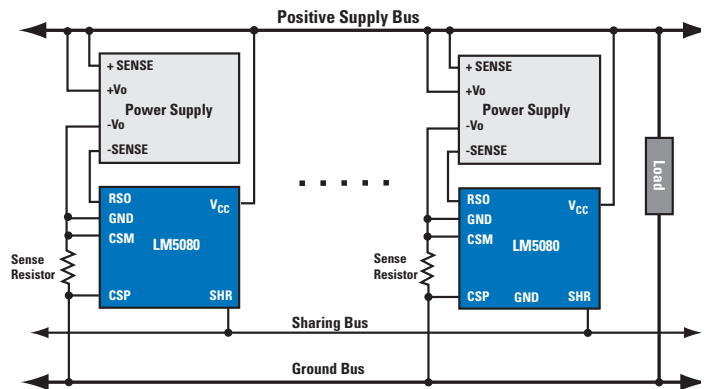 Positive Supply Bus
+ SENSE
+Vo
Power Supply
-Vo
-SENSE
RSO
VCC
GND
CSM
LM5080
Sense
Resistor
CSP
SHR
+ SENSE
+Vo
Power Supply
-Vo
-SENSE
RSO
VCC
GND
CSM
LM5080
Sense
Resistor
CSP
GND
SHR
Load
Sharing Bus
Ground Bus